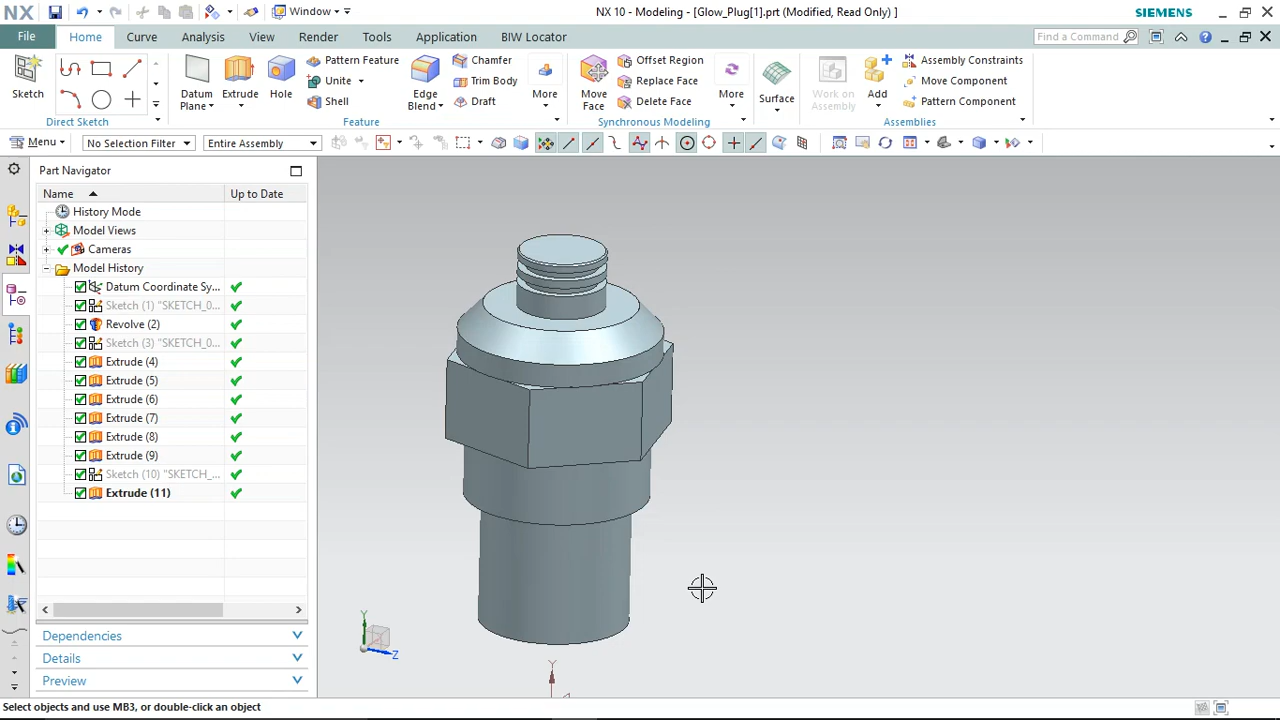 NX
Window
NX 10 - Modeling - [Glow_Plug[1].prt (Modified, Read Only) ]
SIEMENS
File
Home
Curve
Analysis
View
Render
Tools
Application
BIW Locator
Find a Command
Sketch
Direct Sketch
Datum Plane
Extrude
Hole
Pattern Feature
Unite
Shell
Edge Blend
Chamfer
Trim Body
Draft
More
Feature
Move Face
Offset Region
Replace Face
Delete Face
More
Synchronous Modeling
Surface
Work on Assembly
Add
Assembly Constraints
Move Component
Pattern Component
Assemblies
Menu
No Selection Filter
Entire Assembly
Part Navigator
Name
Up to Date
History Mode
Model Views
Cameras
Model History
Datum Coordinate Sy...
Sketch (1) "SKETCH_0...
Revolve (2)
Sketch (3) "SKETCH_0...
Extrude (4)
Extrude (5)
Extrude (6)
Extrude (7)
Extrude (8)
Extrude (9)
Sketch (10) "SKETCH_...
Extrude (11)
Dependencies
Details
Preview
Y
Z
Y
Select objects and use MB3, or double-click an object